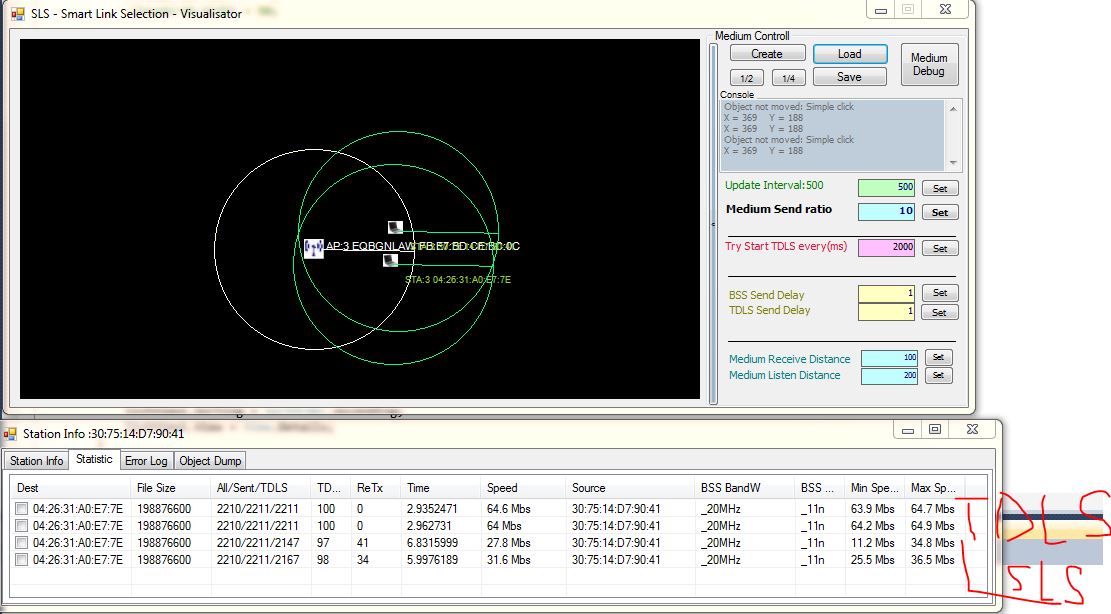 SLS - Smart Link Selection - Visualisator
Medium Controll
Create
Load
Medium
Debug
1/2
1/4
Save
Console
Object not moved: Simple click
X = 369 Y = 188
X = 369 Y = 188
Object not moved: Simple click
X = 369 Y = 188
Update Interval:500
500
Set
Medium Send ratio
10
Set
Try Start TDLS every(ms)
2000
Set
BSS Send Delay
1
Set
TDLS Send Delay
1
Set
Medium Receive Distance
100
Set
Medium Listen Distance
200
Set
AP:3 EQBGNLAW
STA:3 04:26:31:A0:E7:7E
Station Info :30:75:14:D7:90:41
Station Info Statistic Error Log Object Dump
Dest File Size All/Sent/TDLS TD... ReTx Time Speed Source BSS BandW BSS ... Min Spe... Max Sp...
04:26:31:A0:E7:7E 198876600 2210/2211/2211 100 0 2.9352471 64.6 Mbs 30:75:14:D7:90:41 _20MHz _11n 63.9 Mbs 64.7 Mbs
04:26:31:A0:E7:7E 198876600 2210/2211/2211 100 0 2.962731 64 Mbs 30:75:14:D7:90:41 _20MHz _11n 64.2 Mbs 64.9 Mbs
04:26:31:A0:E7:7E 198876600 2210/2211/2147 97 41 6.8315999 27.8 Mbs 30:75:14:D7:90:41 _20MHz _11n 11.2 Mbs 34.8 Mbs
04:26:31:A0:E7:7E 198876600 2210/2211/2167 98 34 5.9976189 31.6 Mbs 30:75:14:D7:90:41 _20MHz _11n 25.5 Mbs 36.5 Mbs
TDLS
SLS